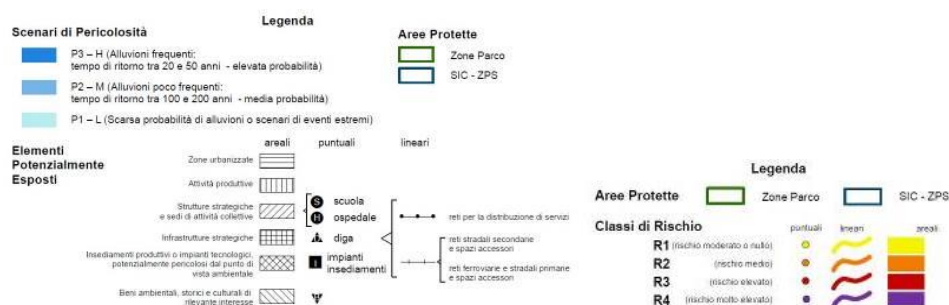 Legenda
Scenari di Pericolosità
P3 – H (Alluvioni frequenti:
tempo di ritorno tra 20 e 50 anni - elevata probabilità)
P2 – M (Alluvioni poco frequenti:
tempo di ritorno tra 100 e 200 anni - media probabilità)
P1 – L (Scarsa probabilità di alluvioni o scenari di eventi estremi)
Aree Protette
Zone Parco
SIC - ZPS
Elementi
Potenzialmente
Esposti
areali puntuali lineari
Zone urbanizzate
Attività produttive
Strutture strategiche
e sedi di attività collettive
S scuola
H ospedale
reti per la distribuzione di servizi
Infrastrutture strategiche
diga
reti stradali secondarie
e spazi accessori
Insediamenti produttivi o impianti tecnologici,
potenzialmente pericolosi dal punto di
vista ambientale
I impianti
insediamenti
reti ferroviarie e stradali primarie
e spazi accessori
Beni ambientali, storici e culturali di
rilevante interesse
Legenda
Aree Protette Zone Parco SIC - ZPS
Classi di Rischio puntuali lineari areali
R1 (rischio moderato o nullo)
R2 (rischio medio)
R3 (rischio elevato)
R4 (rischio molto elevato)